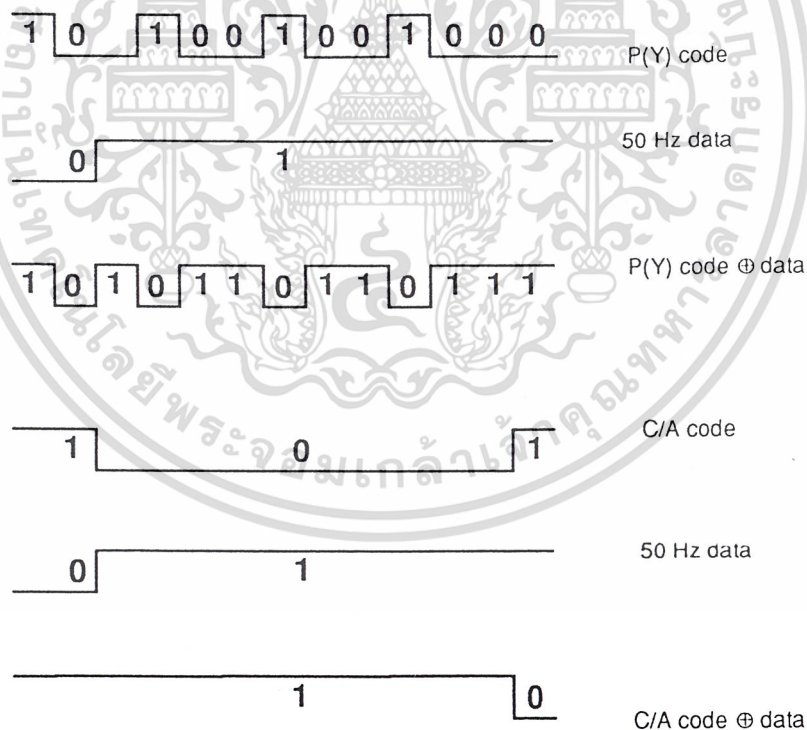 1 0 1 0 0 1 0 0 1 0 0 0
P(Y) code
0 1
50 Hz data
1 0 1 0 1 1 0 1 1 0 1 1 1
P(Y) code ⊕ data
1 0 1
C/A code
0 1
50 Hz data
1 0
C/A code ⊕ data